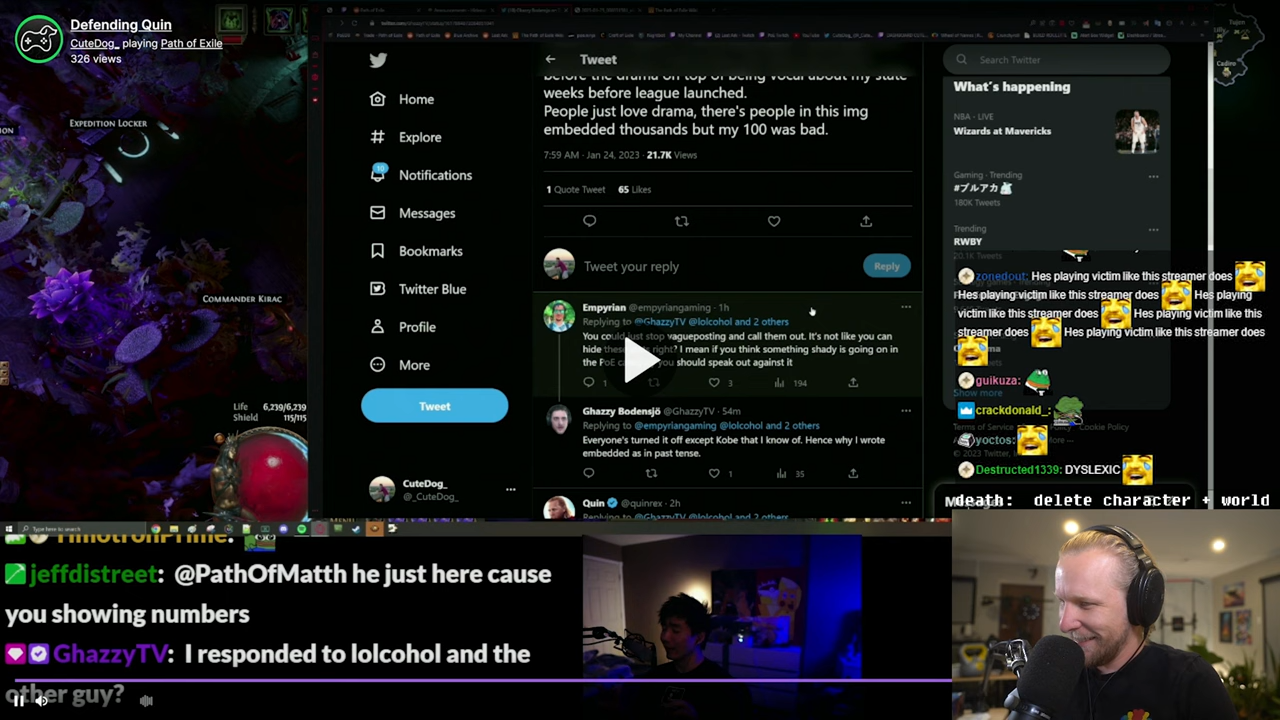 Defending Quin
CuteDog_ playing Path of Exile
326 views
EXPEDITION LOCKER
COMMANDER KIRAC
Life 6,239/6,239
Shield 115/115
Home
Explore
Notifications
Messages
Bookmarks
Twitter Blue
Profile
More
Tweet
CuteDog_
@_CuteDog_
Tweet
before the drama on top of being vocal about my state
weeks before league launched.
People just love drama, there's people in this img
embedded thousands but my 100 was bad.
7:59 AM · Jan 24, 2023 · 21.7K Views
1 Quote Tweet 65 Likes
Tweet your reply
Reply
Empyrian @empyriangaming · 1h
Replying to @GhazzyTV @lolcohol and 2 others
You could just stop vagueposting and call them out. It's not like you can
hide these right? I mean if you think something shady is going on in
the PoE you should speak out against it
1 3 194
Ghazzy Bodensjö @GhazzyTV · 54m
Replying to @empyriangaming @lolcohol and 2 others
Everyone's turned it off except Kobe that I know of. Hence why I wrote
embedded as in past tense.
1 35
Quin @quinrex · 2h
Replying to @GhazzyTV @lolcohol and 2 others
Search Twitter
What's happening
NBA · LIVE
Wizards at Mavericks
Gaming · Trending
#ブルアカ
180K Tweets
Trending
RWBY
20.1K Tweets
zonedout: Hes playing victim like this streamer does
Hes playing victim like this streamer does Hes playing
victim like this streamer does Hes playing victim like this
streamer does Hes playing victim like this streamer does
guikuza:
Show more
crackdonald_:
Terms of Service Cookie Policy
yoctos:
© 2023 Twitter,
Destructed1339: DYSLEXIC
death: delete character + world
Type here to search
TimotronPrime:
jeffdistreet: @PathOfMatth he just here cause
you showing numbers
GhazzyTV: I responded to lolcohol and the
other guy?